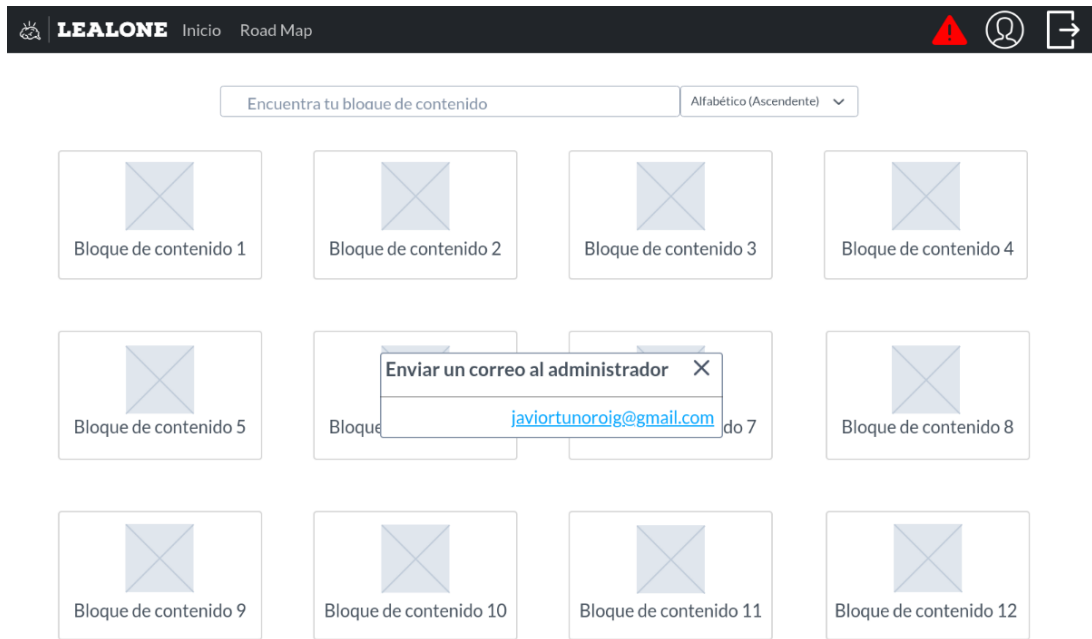 LEALONE Inicio Road Map
Encuentra tu bloque de contenido Alfabético (Ascendente)
Bloque de contenido 1 Bloque de contenido 2 Bloque de contenido 3 Bloque de contenido 4
Enviar un correo al administrador
javiortunoroig@gmail.com
Bloque de contenido 5 Bloque do 7 Bloque de contenido 8
Bloque de contenido 9 Bloque de contenido 10 Bloque de contenido 11 Bloque de contenido 12